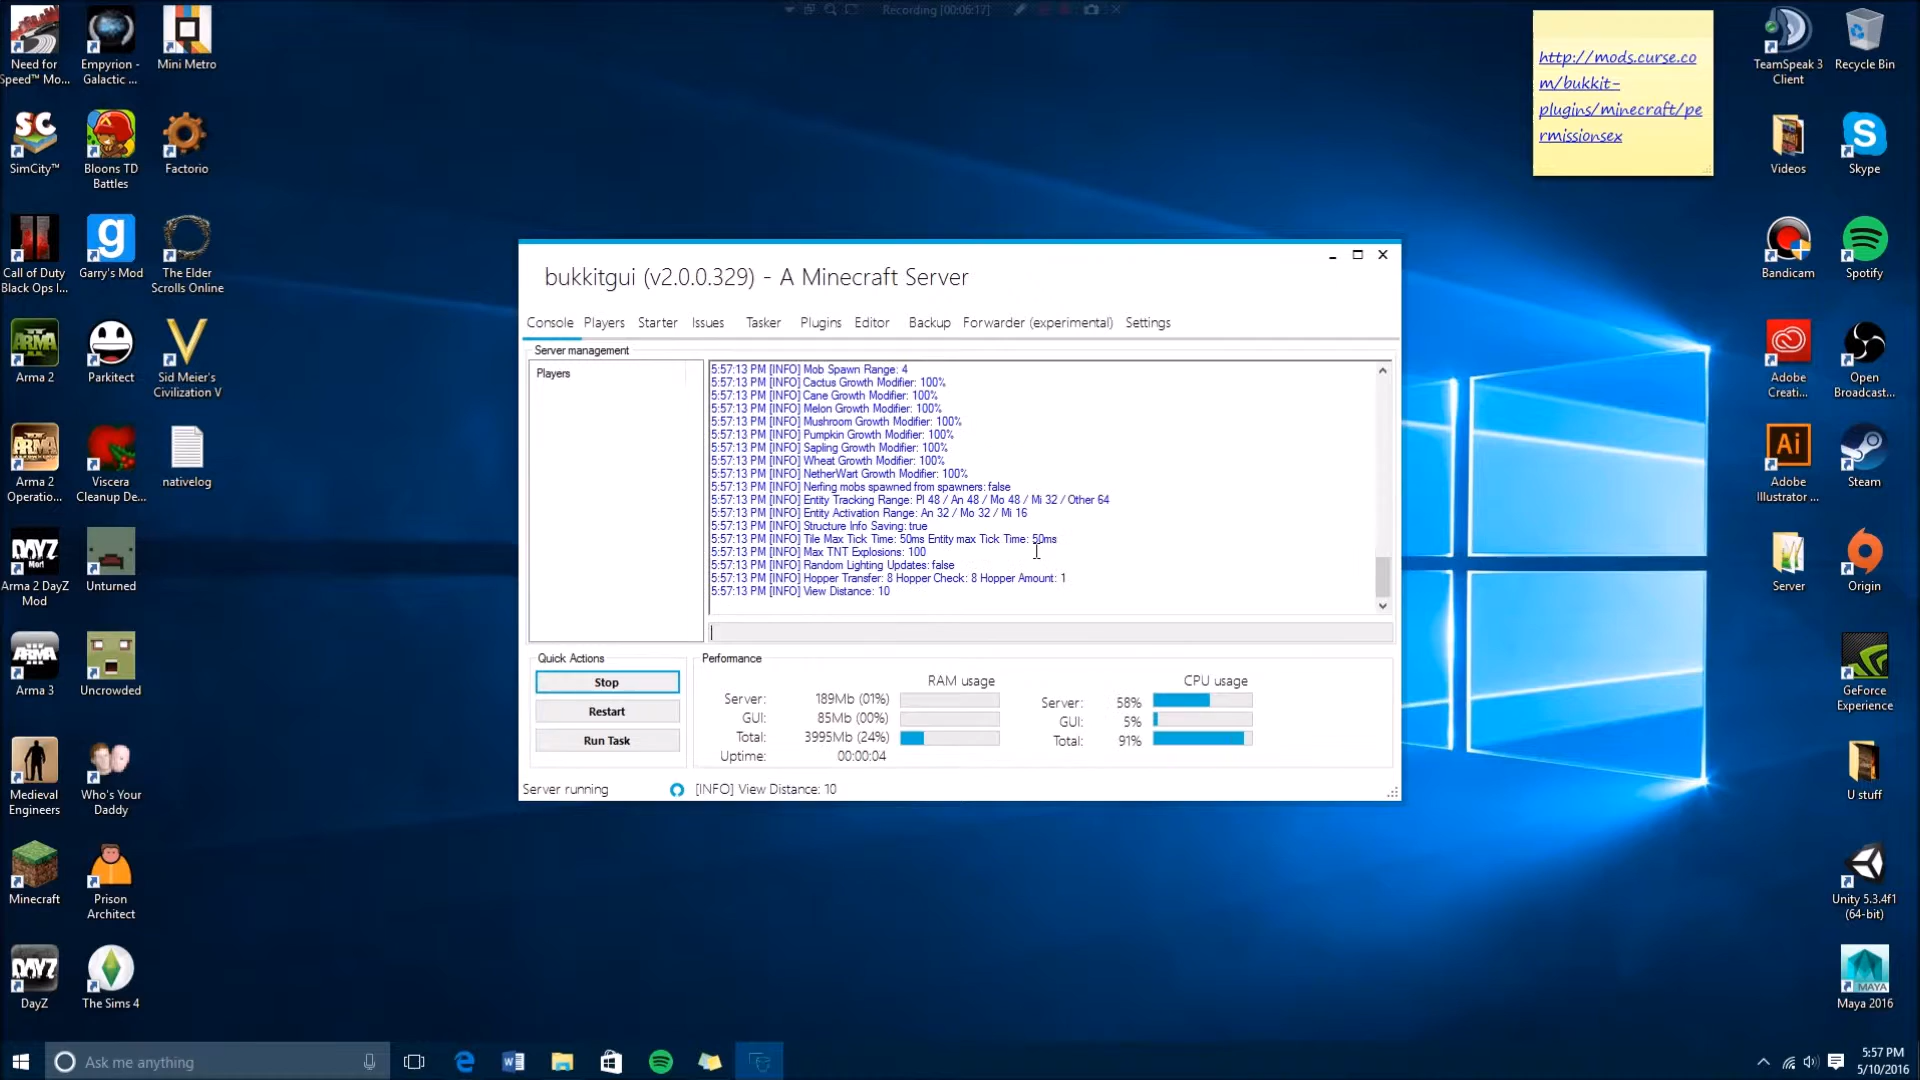 Recording [00:06:17]
Need for
Speed™ Mo...
Empyrion -
Galactic ...
Mini Metro
SimCity™
Bloons TD
Battles
Factorio
Call of Duty
Black Ops I...
Garry's Mod
The Elder
Scrolls Online
Arma 2
Parkitect
Sid Meier's
Civilization V
Arma 2
Operatio...
Viscera
Cleanup De...
nativelog
Arma 2 DayZ
Mod
Unturned
Arma 3
Uncrowded
Medieval
Engineers
Who's Your
Daddy
Minecraft
Prison
Architect
DayZ
The Sims 4
http://mods.curse.co
m/bukkit-
plugins/minecraft/pe
rmissionsex
TeamSpeak 3
Client
Recycle Bin
Videos
Skype
Bandicam
Spotify
Adobe
Creati...
Open
Broadcast...
Adobe
Illustrator ...
Steam
Server
Origin
GeForce
Experience
U stuff
Unity 5.3.4f1
(64-bit)
Maya 2016
bukkitgui (v2.0.0.329) - A Minecraft Server
Console Players Starter Issues Tasker Plugins Editor Backup Forwarder (experimental) Settings
Server management
Players
5:57:13 PM [INFO] Mob Spawn Range: 4
5:57:13 PM [INFO] Cactus Growth Modifier: 100%
5:57:13 PM [INFO] Cane Growth Modifier: 100%
5:57:13 PM [INFO] Melon Growth Modifier: 100%
5:57:13 PM [INFO] Mushroom Growth Modifier: 100%
5:57:13 PM [INFO] Pumpkin Growth Modifier: 100%
5:57:13 PM [INFO] Sapling Growth Modifier: 100%
5:57:13 PM [INFO] Wheat Growth Modifier: 100%
5:57:13 PM [INFO] NetherWart Growth Modifier: 100%
5:57:13 PM [INFO] Nerfing mobs spawned from spawners: false
5:57:13 PM [INFO] Entity Tracking Range: Pl 48 / An 48 / Mo 48 / Mi 32 / Other 64
5:57:13 PM [INFO] Entity Activation Range: An 32 / Mo 32 / Mi 16
5:57:13 PM [INFO] Structure Info Saving: true
5:57:13 PM [INFO] Tile Max Tick Time: 50ms Entity max Tick Time: 50ms
5:57:13 PM [INFO] Max TNT Explosions: 100
5:57:13 PM [INFO] Random Lighting Updates: false
5:57:13 PM [INFO] Hopper Transfer: 8 Hopper Check: 8 Hopper Amount: 1
5:57:13 PM [INFO] View Distance: 10
Quick Actions
Stop
Restart
Run Task
Performance
RAM usage
Server: 189Mb (01%)
GUI: 85Mb (00%)
Total: 3995Mb (24%)
Uptime: 00:00:04
CPU usage
Server: 58%
GUI: 5%
Total: 91%
Server running
[INFO] View Distance: 10
Ask me anything
5:57 PM
5/10/2016